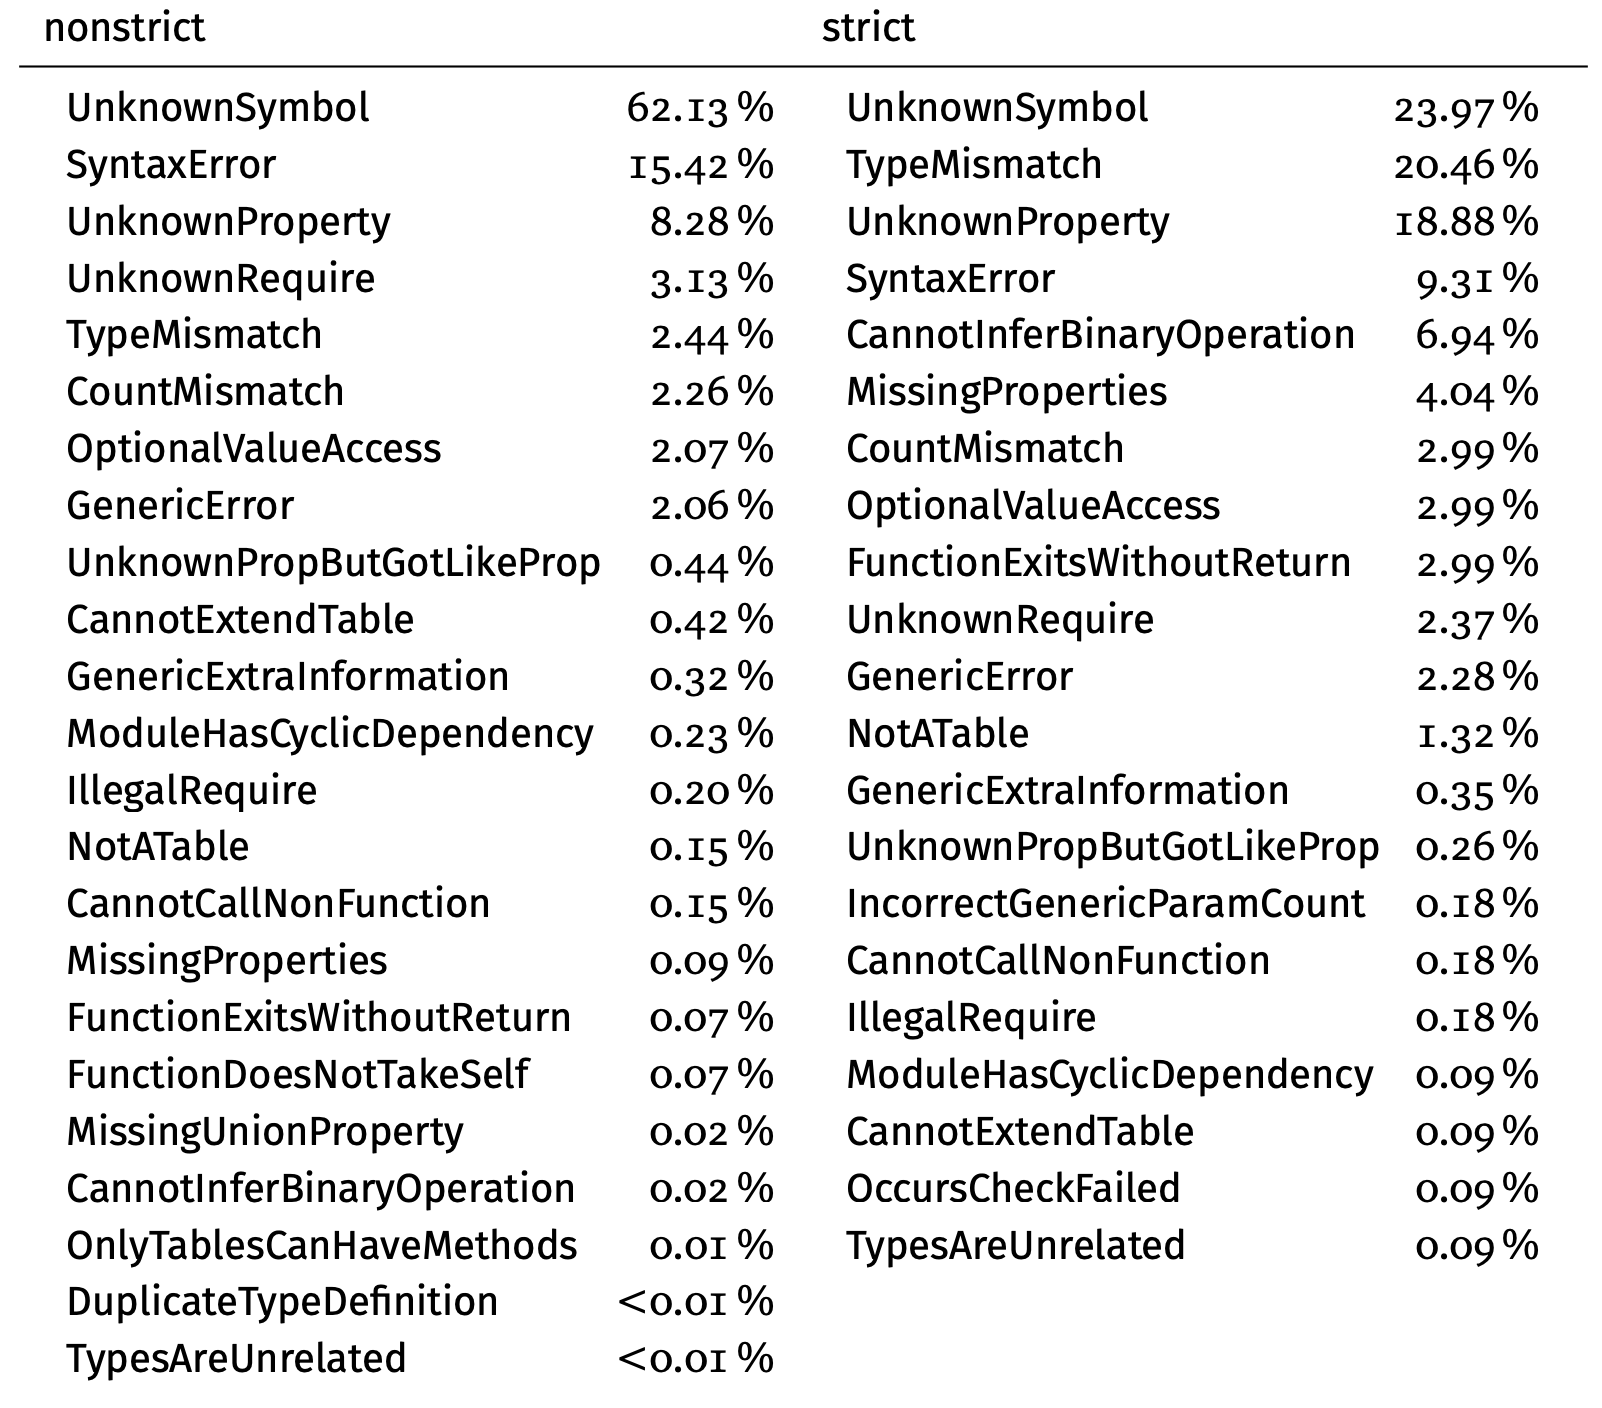 nonstrict strict
UnknownSymbol 62.13 % UnknownSymbol 23.97 %
SyntaxError 15.42 % TypeMismatch 20.46 %
UnknownProperty 8.28 % UnknownProperty 18.88 %
UnknownRequire 3.13 % SyntaxError 9.31 %
TypeMismatch 2.44 % CannotInferBinaryOperation 6.94 %
CountMismatch 2.26 % MissingProperties 4.04 %
OptionalValueAccess 2.07 % CountMismatch 2.99 %
GenericError 2.06 % OptionalValueAccess 2.99 %
UnknownPropButGotLikeProp 0.44 % FunctionExitsWithoutReturn 2.99 %
CannotExtendTable 0.42 % UnknownRequire 2.37 %
GenericExtraInformation 0.32 % GenericError 2.28 %
ModuleHasCyclicDependency 0.23 % NotATable 1.32 %
IllegalRequire 0.20 % GenericExtraInformation 0.35 %
NotATable 0.15 % UnknownPropButGotLikeProp 0.26 %
CannotCallNonFunction 0.15 % IncorrectGenericParamCount 0.18 %
MissingProperties 0.09 % CannotCallNonFunction 0.18 %
FunctionExitsWithoutReturn 0.07 % IllegalRequire 0.18 %
FunctionDoesNotTakeSelf 0.07 % ModuleHasCyclicDependency 0.09 %
MissingUnionProperty 0.02 % CannotExtendTable 0.09 %
CannotInferBinaryOperation 0.02 % OccursCheckFailed 0.09 %
OnlyTablesCanHaveMethods 0.01 % TypesAreUnrelated 0.09 %
DuplicateTypeDefinition <0.01 %
TypesAreUnrelated <0.01 %